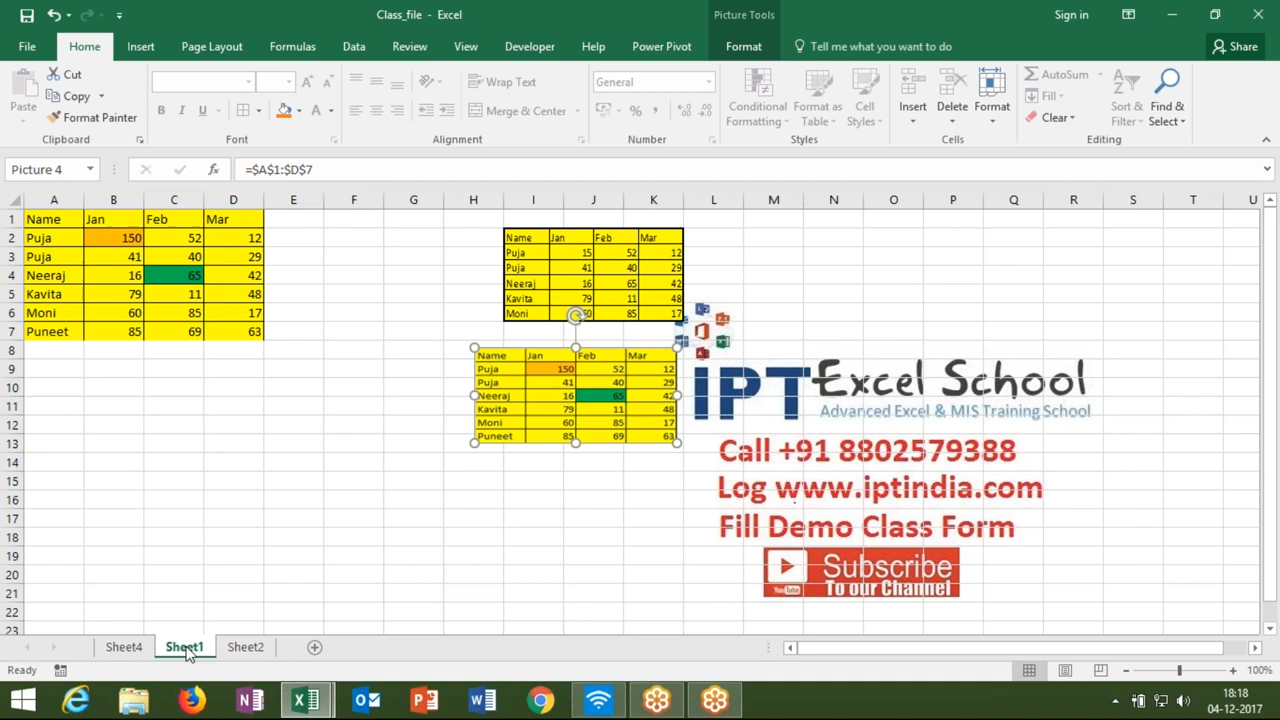 Class_file - Excel
Picture Tools
Sign in
File Home Insert Page Layout Formulas Data Review View Developer Help Power Pivot Format Tell me what you want to do Share
Paste
Cut
Copy
Format Painter
Clipboard
Font
Wrap Text
Merge & Center
Alignment
General
Number
Conditional Formatting
Format as Table
Cell Styles
Styles
Insert
Delete
Format
Cells
AutoSum
Fill
Clear
Sort & Filter
Find & Select
Editing
Picture 4
=$A$1:$D$7
A B C D E F G H I J K L M N O P Q R S T U
1 Name Jan Feb Mar
2 Puja 150 52 12
3 Puja 41 40 29
4 Neeraj 16 65 42
5 Kavita 79 11 48
6 Moni 60 85 17
7 Puneet 85 69 63
8
9
10
11
12
13
14
15
16
17
18
19
20
21
22
23
Name Jan Feb Mar
Puja 15 52 12
Puja 41 40 29
Neeraj 16 65 42
Kavita 79 11 48
Moni 85 17
Name Jan Feb Mar
Puja 150 52 12
Puja 41 40 29
Neeraj 16 65 42
Kavita 79 11 48
Moni 60 85 17
Puneet 85 69 63
IPT Excel School
Advanced Excel & MIS Training School
Call +91 8802579388
Log www.iptindia.com
Fill Demo Class Form
YouTube
Subscribe
To our Channel
Sheet4 Sheet1 Sheet2
Ready
100%
18:18
04-12-2017